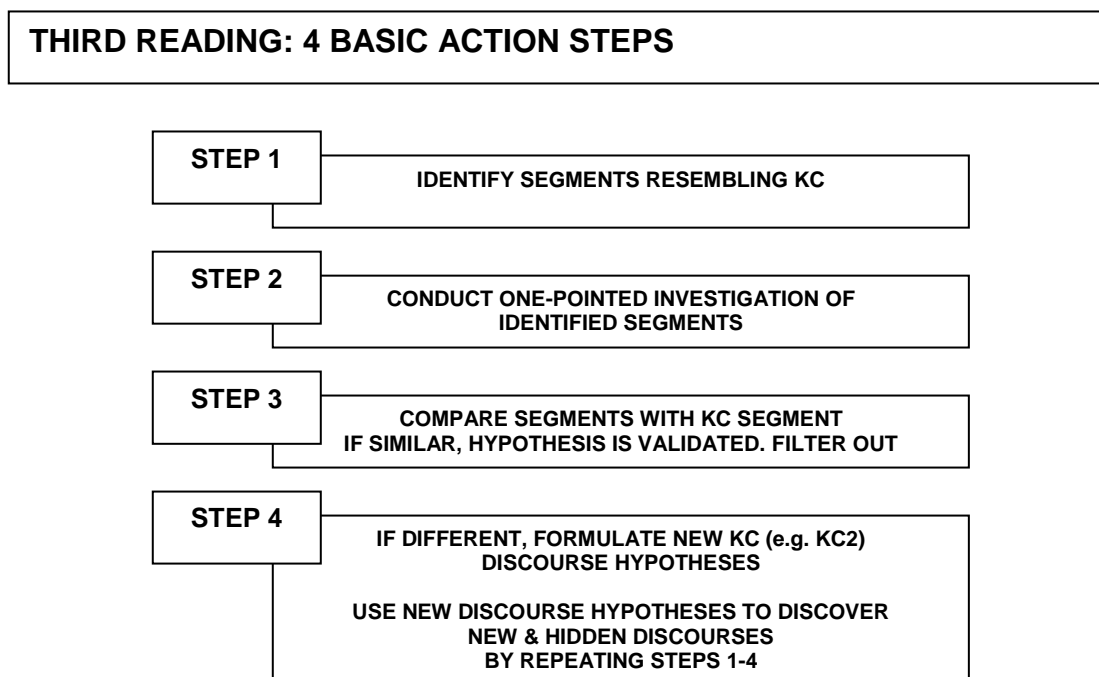 THIRD READING: 4 BASIC ACTION STEPS
STEP 1
IDENTIFY SEGMENTS RESEMBLING KC
STEP 2
CONDUCT ONE-POINTED INVESTIGATION OF
IDENTIFIED SEGMENTS
STEP 3
COMPARE SEGMENTS WITH KC SEGMENT
IF SIMILAR, HYPOTHESIS IS VALIDATED. FILTER OUT
STEP 4
IF DIFFERENT, FORMULATE NEW KC (e.g. KC2)
DISCOURSE HYPOTHESES
USE NEW DISCOURSE HYPOTHESES TO DISCOVER
NEW & HIDDEN DISCOURSES
BY REPEATING STEPS 1-4